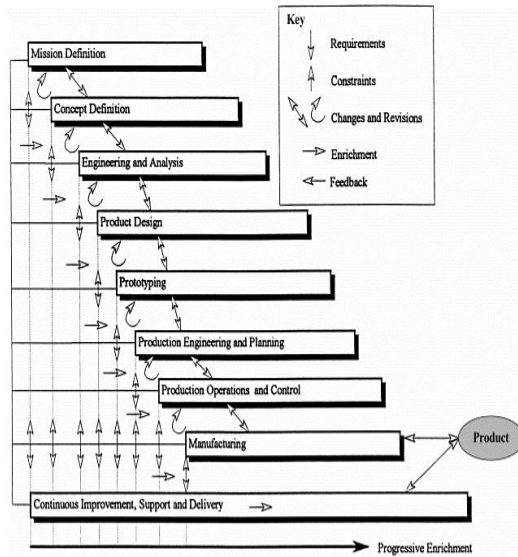 Key
Requirements
Constraints
Changes and Revisions
Enrichment
Feedback
Mission Definition
Concept Definition
Engineering and Analysis
Product Design
Prototyping
Production Engineering and Planning
Production Operations and Control
Manufacturing
Product
Continuous Improvement, Support and Delivery
Progressive Enrichment